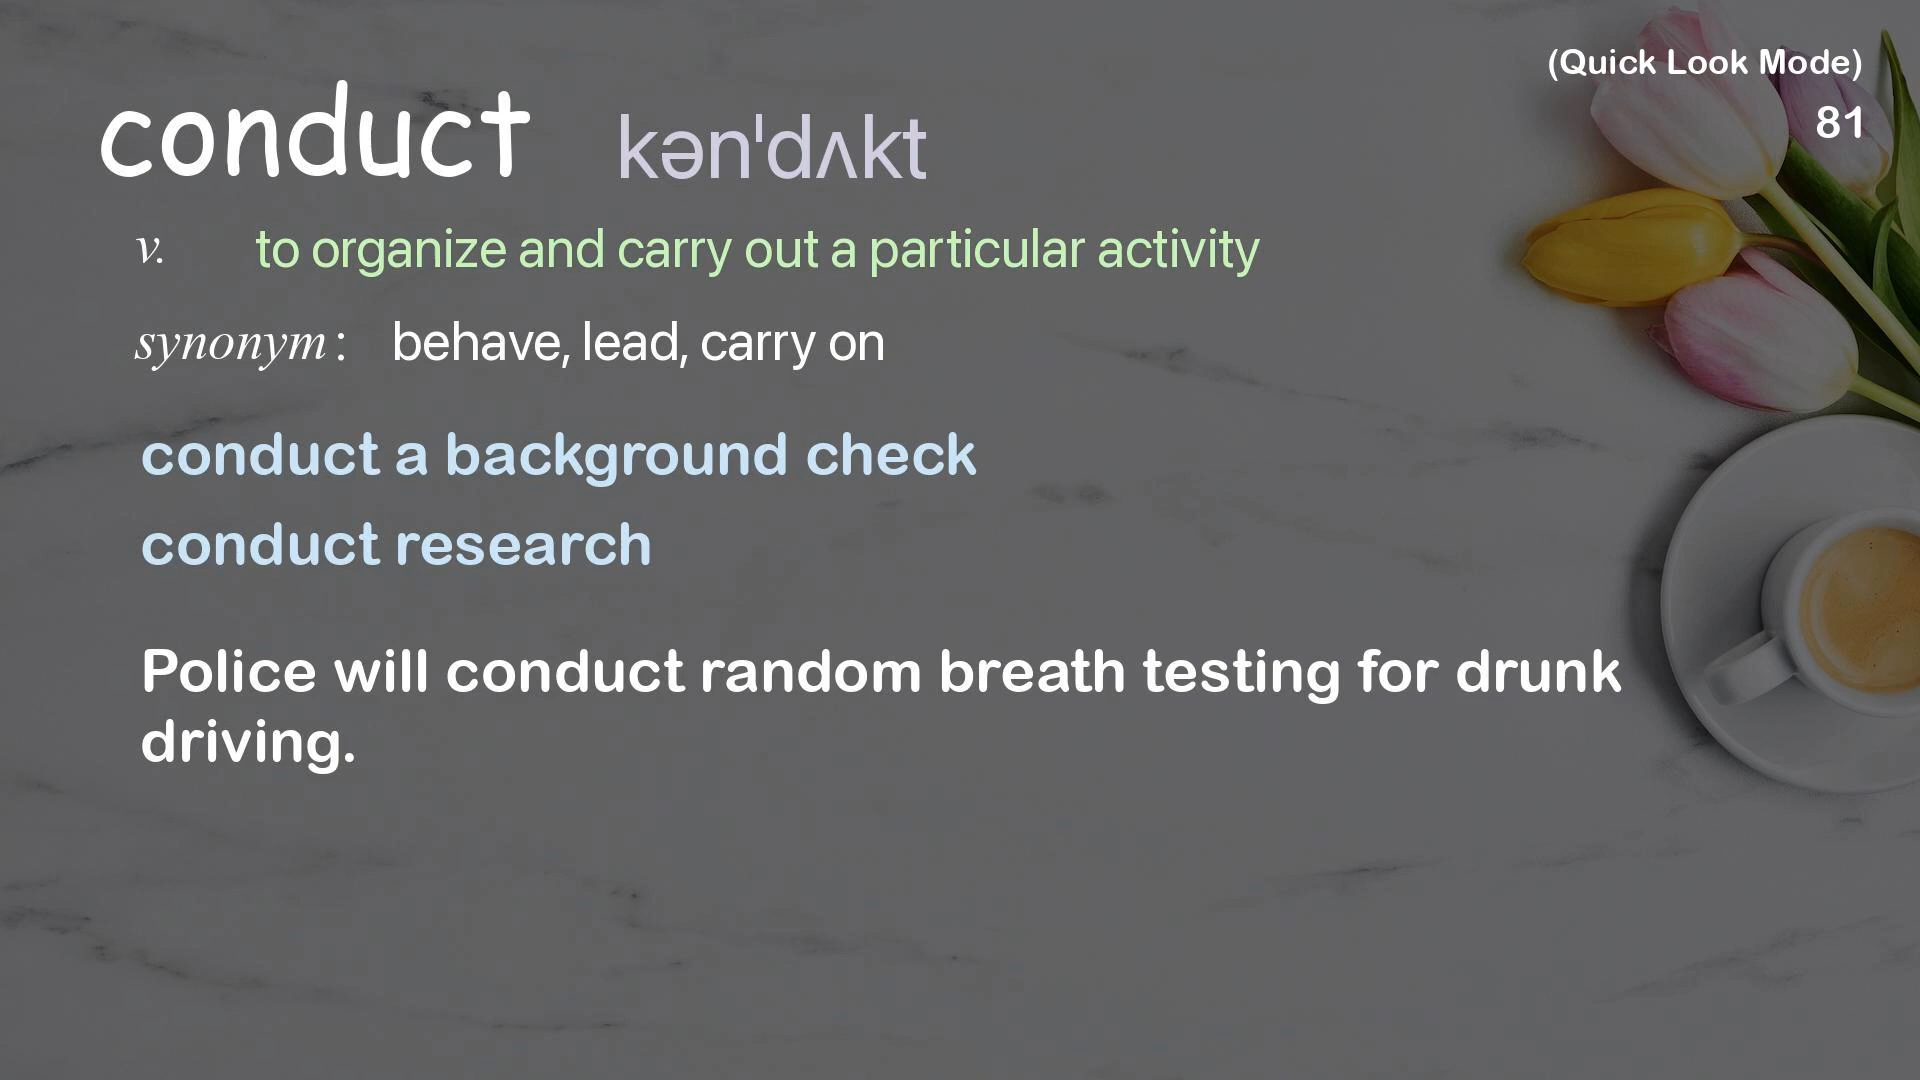 (Quick Look Mode)
81
conduct kən'dʌkt
v. to organize and carry out a particular activity
synonym: behave, lead, carry on
conduct a background check
conduct research
Police will conduct random breath testing for drunk
driving.